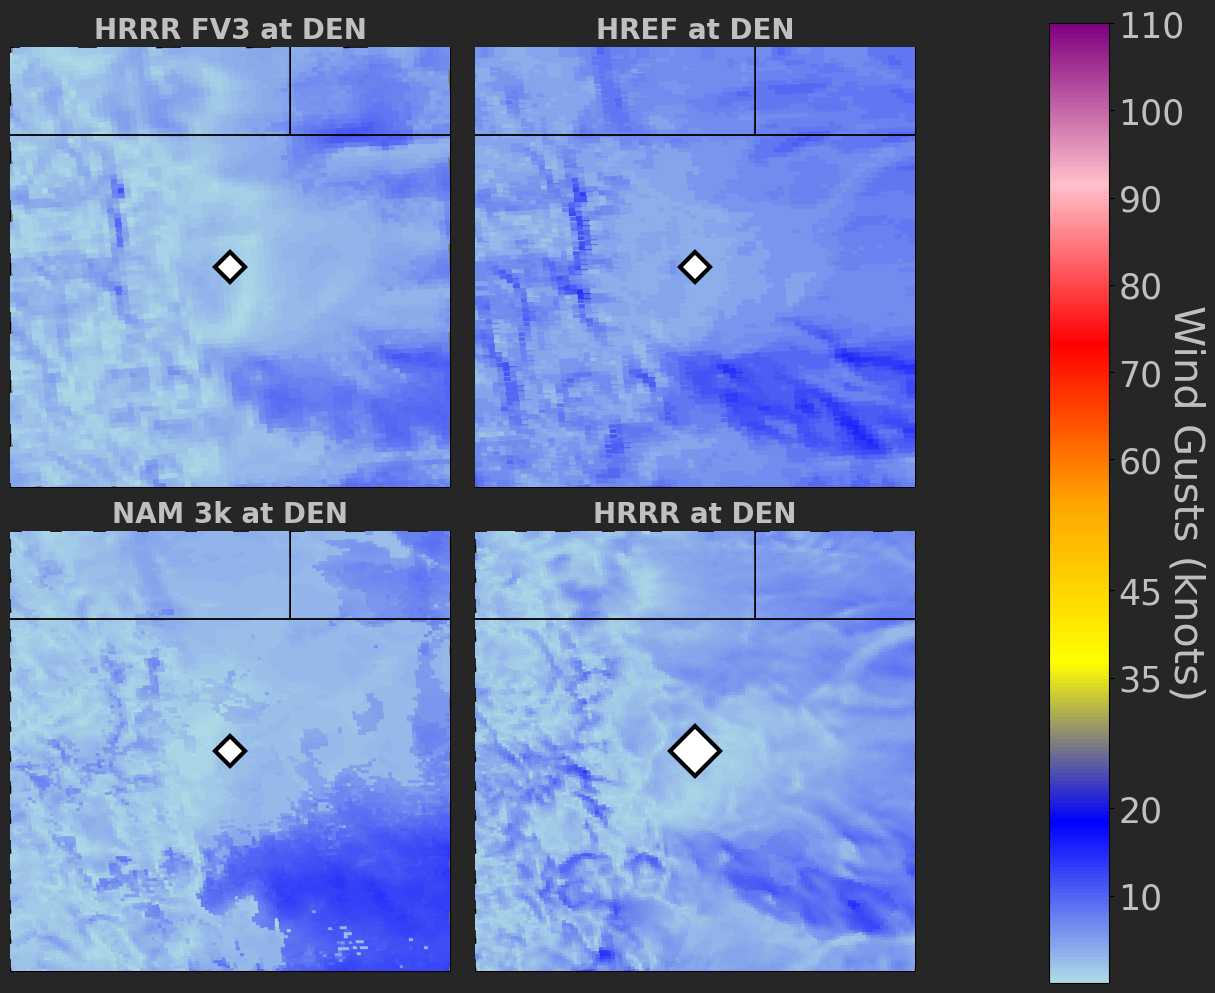 HRRR FV3 at DEN
HREF at DEN
NAM 3k at DEN
HRRR at DEN
110
100
90
80
70
60
45
35
20
10
Wind Gusts (knots)